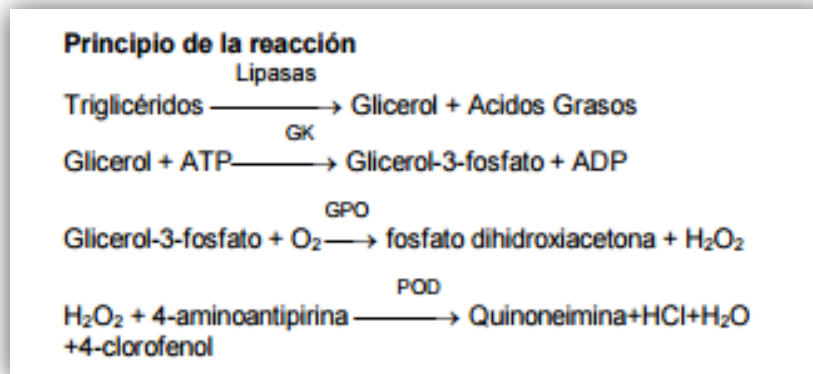 Principio de la reacción
Lipasas
Triglicéridos ⟶ Glicerol + Acidos Grasos
GK
Glicerol + ATP ⟶ Glicerol-3-fosfato + ADP
GPO
Glicerol-3-fosfato + O₂ ⟶ fosfato dihidroxiacetona + H₂O₂
POD
H₂O₂ + 4-aminoantipirina ⟶ Quinoneimina+HCl+H₂O
+4-clorofenol